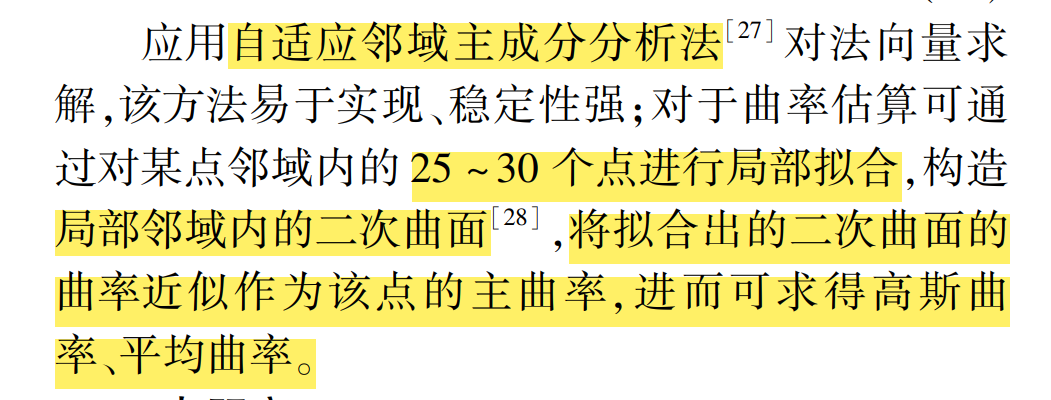 应用自适应邻域主成分分析法[27]对法向量求
解,该方法易于实现、稳定性强;对于曲率估算可通
过对某点邻域内的 25 ~ 30 个点进行局部拟合,构造
局部邻域内的二次曲面[28],将拟合出的二次曲面的
曲率近似作为该点的主曲率,进而可求得高斯曲
率、平均曲率。